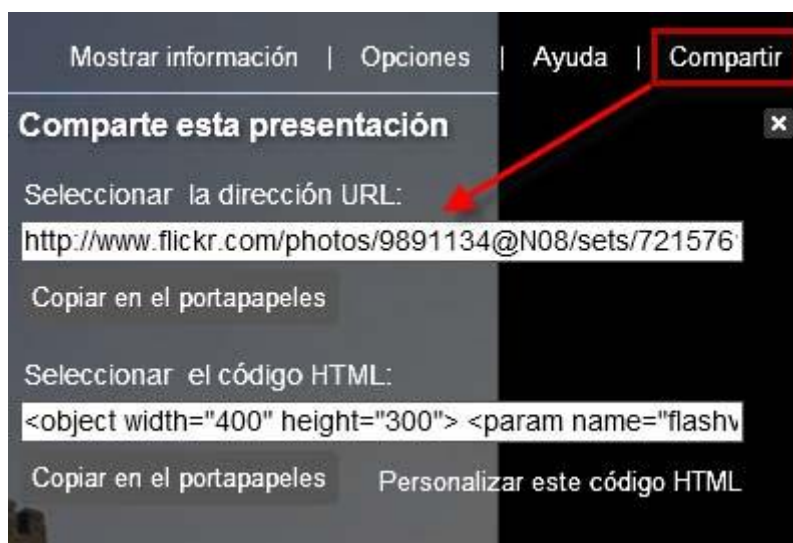 Mostrar información | Opciones | Ayuda | Compartir
Comparte esta presentación
Seleccionar la dirección URL:
http://www.flickr.com/photos/9891134@N08/sets/721576
Copiar en el portapapeles
Seleccionar el código HTML:
<object width="400" height="300"> <param name="flashv
Copiar en el portapapeles Personalizar este código HTML